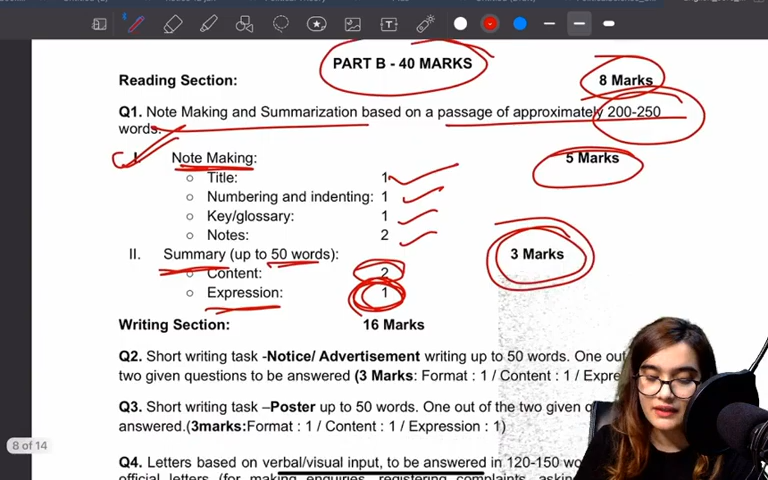 PART B - 40 MARKS
Reading Section: 8 Marks
Q1. Note Making and Summarization based on a passage of approximately 200-250
words.
I. Note Making: 5 Marks
○ Title: 1
○ Numbering and indenting: 1
○ Key/glossary: 1
○ Notes: 2
II. Summary (up to 50 words): 3 Marks
○ Content: 2
○ Expression: 1
Writing Section: 16 Marks
Q2. Short writing task -Notice/ Advertisement writing up to 50 words. One out
two given questions to be answered (3 Marks: Format : 1 / Content : 1 / Expre
Q3. Short writing task –Poster up to 50 words. One out of the two given
answered.(3marks:Format : 1 / Content : 1 / Expression : 1)
8 of 14
Q4. Letters based on verbal/visual input, to be answered in 120-150
official letters (for making enquiries, registering complaints,